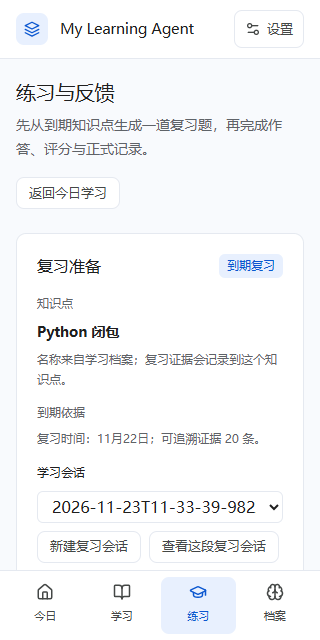 My Learning Agent
设置
练习与反馈
先从到期知识点生成一道复习题，再完成作
答、评分与正式记录。
返回今日学习
复习准备
到期复习
知识点
Python 闭包
名称来自学习档案；复习证据会记录到这个知
识点。
到期依据
复习时间：11月22日；可追溯证据 20 条。
学习会话
2026-11-23T11-33-39-982
新建复习会话
查看这段复习会话
今日
学习
练习
档案